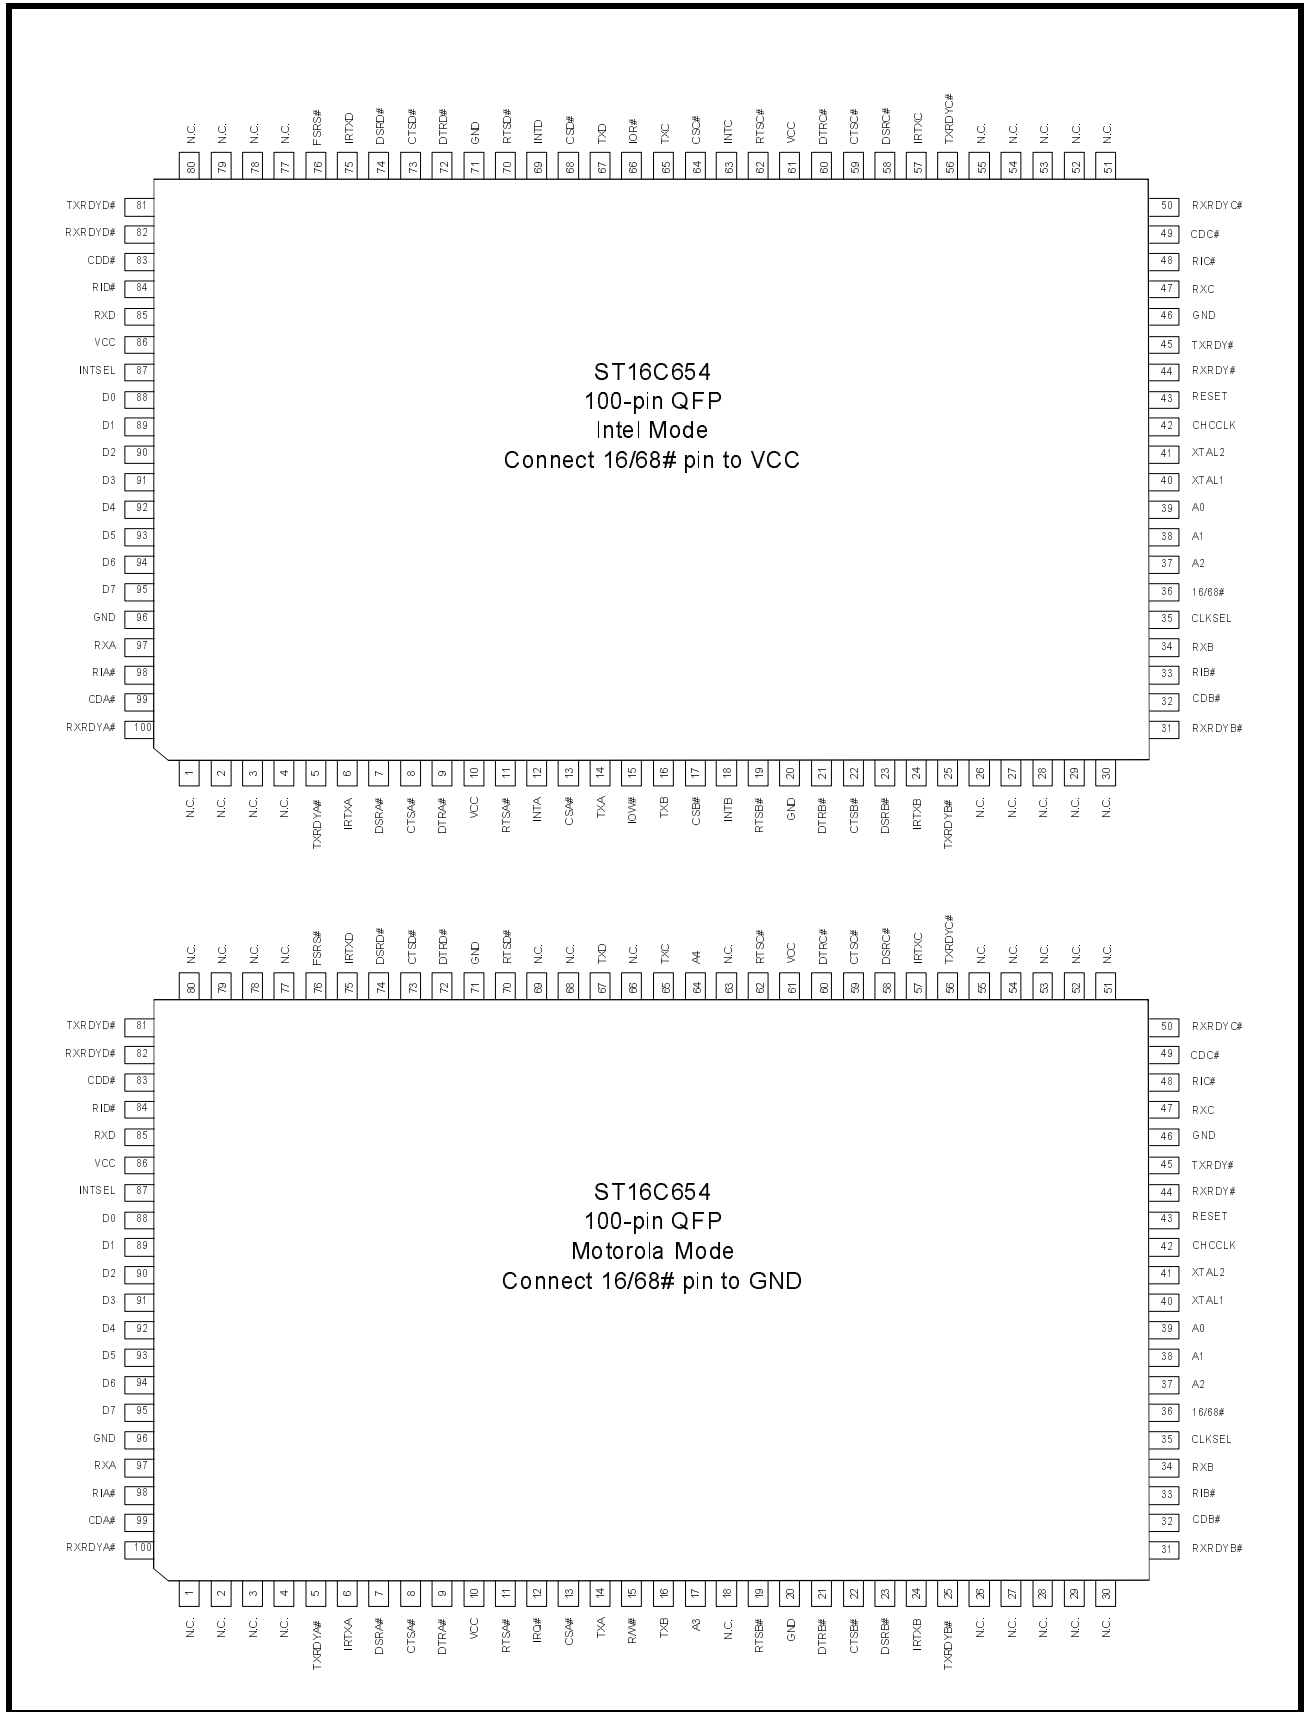 N.C. N.C. N.C. N.C. FSRS# IRTXD DSRD# CTSD# DTRD# GND RTSD# INTD CSD# TXD IOR# TXC CSC# INTC RTSC# VCC DTRC# CTSC# DSRC# IRTXC TXRDYC# N.C. N.C. N.C. N.C. N.C.
80 79 78 77 76 75 74 73 72 71 70 69 68 67 66 65 64 63 62 61 60 59 58 57 56 55 54 53 52 51
TXRDYD# 81 50 RXRDYC#
RXRDYD# 82 49 CDC#
CDD# 83 48 RIC#
RID# 84 47 RXC
RXD 85 46 GND
VCC 86 45 TXRDY#
INTSEL 87 44 RXRDY#
D0 88 43 RESET
D1 89 42 CHCCLK
D2 90 41 XTAL2
D3 91 40 XTAL1
D4 92 39 A0
D5 93 38 A1
D6 94 37 A2
D7 95 36 16/68#
GND 96 35 CLKSEL
RXA 97 34 RXB
RIA# 98 33 RIB#
CDA# 99 32 CDB#
RXRDYA# 100 31 RXRDYB#
ST16C654
100-pin QFP
Intel Mode
Connect 16/68# pin to VCC
1 2 3 4 5 6 7 8 9 10 11 12 13 14 15 16 17 18 19 20 21 22 23 24 25 26 27 28 29 30
N.C. N.C. N.C. N.C. TXRDYA# IRTXA DSRA# CTSA# DTRA# VCC RTSA# INTA CSA# TXA IOW# TXB CSB# INTB RTSB# GND DTRB# CTSB# DSRB# IRTXB TXRDYB# N.C. N.C. N.C. N.C. N.C.
N.C. N.C. N.C. N.C. FSRS# IRTXD DSRD# CTSD# DTRD# GND RTSD# N.C. N.C. TXD N.C. TXC A4 N.C. RTSC# VCC DTRC# CTSC# DSRC# IRTXC TXRDYC# N.C. N.C. N.C. N.C. N.C.
80 79 78 77 76 75 74 73 72 71 70 69 68 67 66 65 64 63 62 61 60 59 58 57 56 55 54 53 52 51
TXRDYD# 81 50 RXRDYC#
RXRDYD# 82 49 CDC#
CDD# 83 48 RIC#
RID# 84 47 RXC
RXD 85 46 GND
VCC 86 45 TXRDY#
INTSEL 87 44 RXRDY#
D0 88 43 RESET
D1 89 42 CHCCLK
D2 90 41 XTAL2
D3 91 40 XTAL1
D4 92 39 A0
D5 93 38 A1
D6 94 37 A2
D7 95 36 16/68#
GND 96 35 CLKSEL
RXA 97 34 RXB
RIA# 98 33 RIB#
CDA# 99 32 CDB#
RXRDYA# 100 31 RXRDYB#
ST16C654
100-pin QFP
Motorola Mode
Connect 16/68# pin to GND
1 2 3 4 5 6 7 8 9 10 11 12 13 14 15 16 17 18 19 20 21 22 23 24 25 26 27 28 29 30
N.C. N.C. N.C. N.C. TXRDYA# IRTXA DSRA# CTSA# DTRA# VCC RTSA# IRQ# CSA# TXA R/W# TXB A3 N.C. RTSB# GND DTRB# CTSB# DSRB# IRTXB TXRDYB# N.C. N.C. N.C. N.C. N.C.